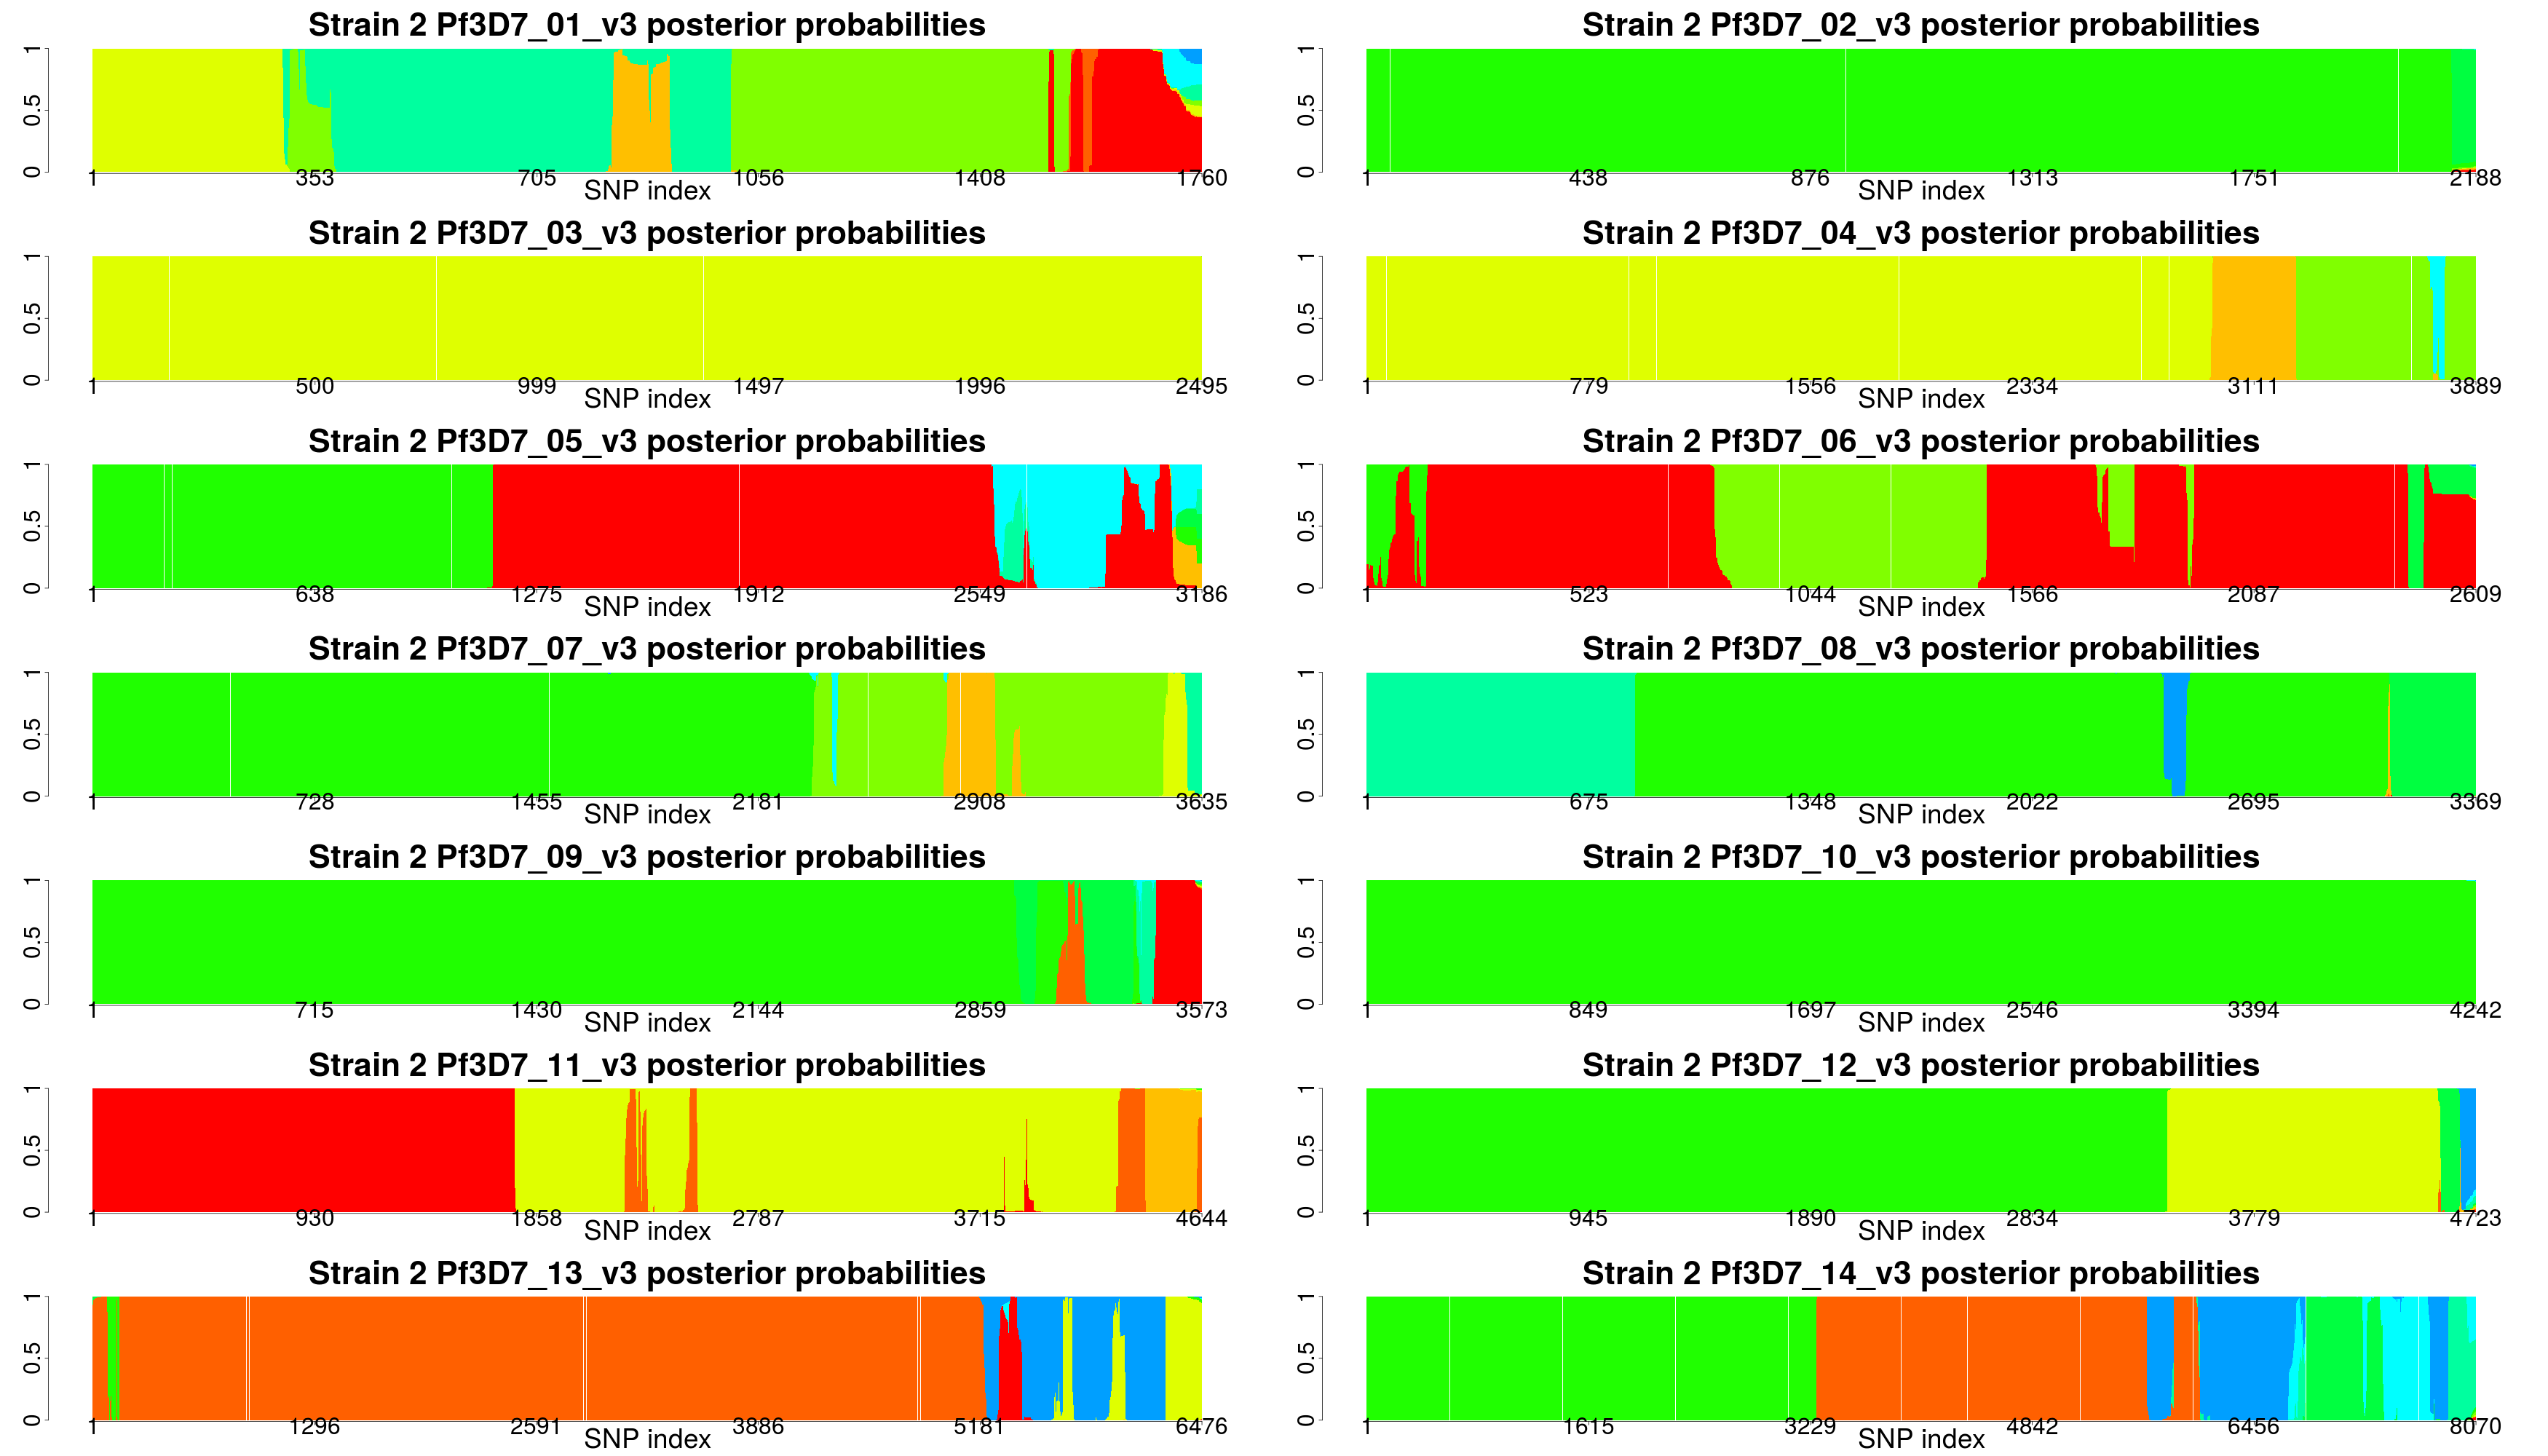 Strain 2 Pf3D7_01_v3 posterior probabilities
0 0.5 1
1 353 705 1056 1408 1760
SNP index
Strain 2 Pf3D7_02_v3 posterior probabilities
0 0.5 1
1 438 876 1313 1751 2188
SNP index
Strain 2 Pf3D7_03_v3 posterior probabilities
0 0.5 1
1 500 999 1497 1996 2495
SNP index
Strain 2 Pf3D7_04_v3 posterior probabilities
0 0.5 1
1 779 1556 2334 3111 3889
SNP index
Strain 2 Pf3D7_05_v3 posterior probabilities
0 0.5 1
1 638 1275 1912 2549 3186
SNP index
Strain 2 Pf3D7_06_v3 posterior probabilities
0 0.5 1
1 523 1044 1566 2087 2609
SNP index
Strain 2 Pf3D7_07_v3 posterior probabilities
0 0.5 1
1 728 1455 2181 2908 3635
SNP index
Strain 2 Pf3D7_08_v3 posterior probabilities
0 0.5 1
1 675 1348 2022 2695 3369
SNP index
Strain 2 Pf3D7_09_v3 posterior probabilities
0 0.5 1
1 715 1430 2144 2859 3573
SNP index
Strain 2 Pf3D7_10_v3 posterior probabilities
0 0.5 1
1 849 1697 2546 3394 4242
SNP index
Strain 2 Pf3D7_11_v3 posterior probabilities
0 0.5 1
1 930 1858 2787 3715 4644
SNP index
Strain 2 Pf3D7_12_v3 posterior probabilities
0 0.5 1
1 945 1890 2834 3779 4723
SNP index
Strain 2 Pf3D7_13_v3 posterior probabilities
0 0.5 1
1 1296 2591 3886 5181 6476
SNP index
Strain 2 Pf3D7_14_v3 posterior probabilities
0 0.5 1
1 1615 3229 4842 6456 8070
SNP index